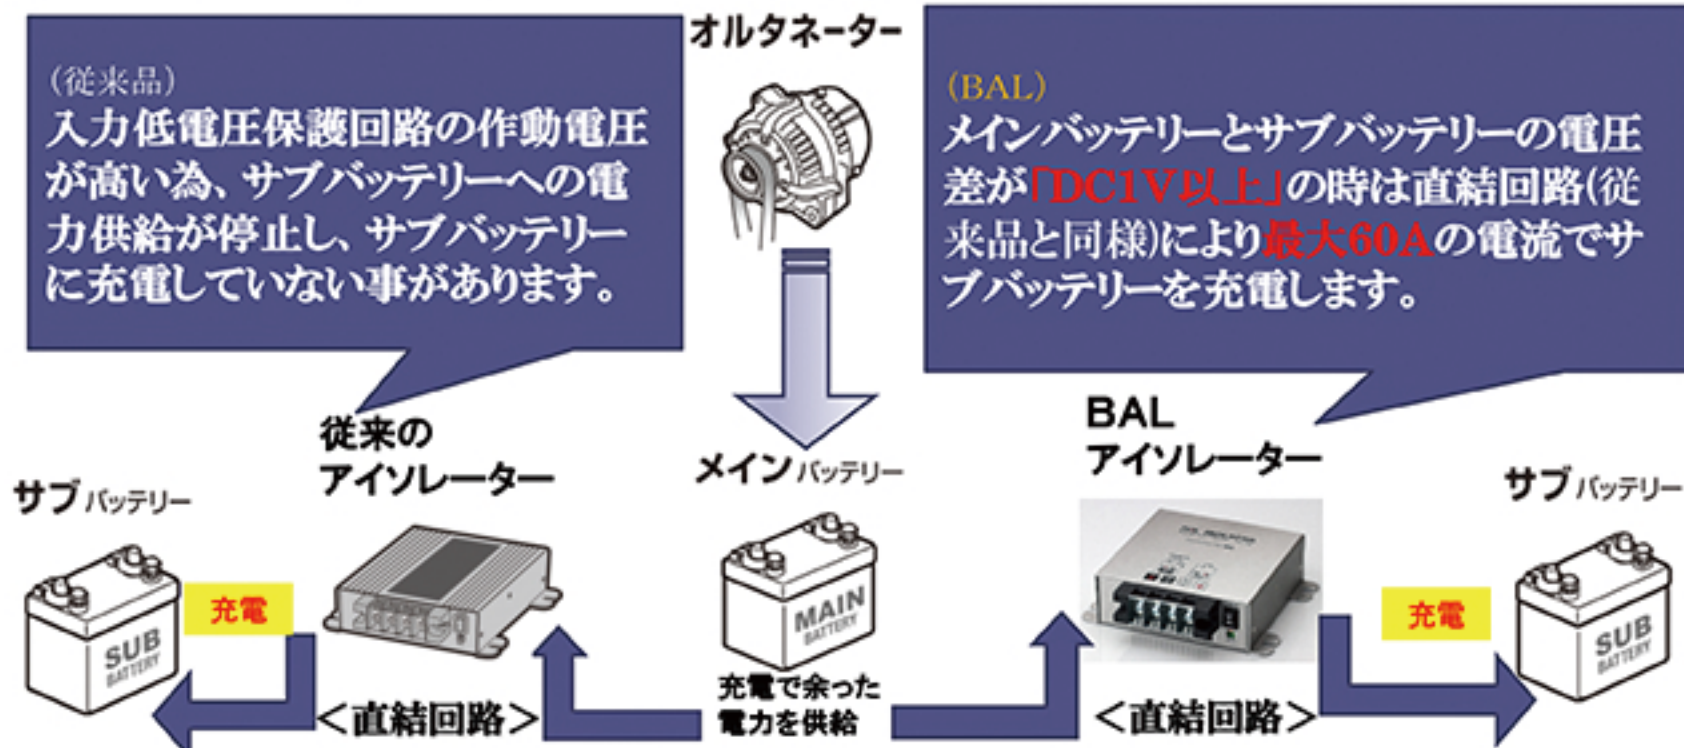 オルタネーター
(従来品)
入力低電圧保護回路の作動電圧
が高い為、サブバッテリーへの電
力供給が停止し、サブバッテリー
に充電していない事があります。
(BAL)
メインバッテリーとサブバッテリーの電圧
差が「DC1V以上」の時は直結回路(従
来品と同様)により最大60Aの電流でサ
ブバッテリーを充電します。
従来の
アイソレーター
メインバッテリー
BAL
アイソレーター
サブバッテリー
サブバッテリー
充電
充電
SUB
BATTERY
MAIN
BATTERY
SUB
BATTERY
<直結回路>
充電で余った
電力を供給
<直結回路>